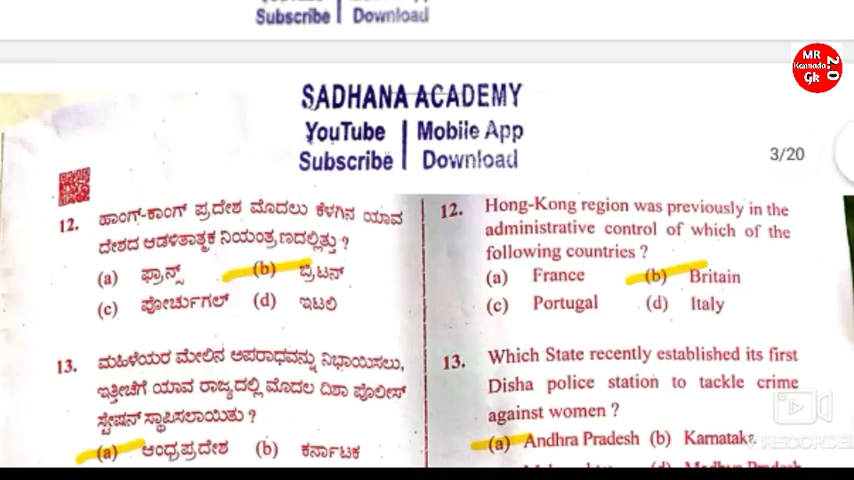 Subscribe | Download
MR
Kannada
Gk
2.0
SADHANA ACADEMY
YouTube | Mobile App
Subscribe | Download
3/20
12. ಹಾಂಗ್-ಕಾಂಗ್ ಪ್ರದೇಶ ಮೊದಲು ಕೆಳಗಿನ ಯಾವ
ದೇಶದ ಆಡಳಿತಾತ್ಮಕ ನಿಯಂತ್ರಣದಲ್ಲಿತ್ತು ?
(a) ಫ್ರಾನ್ಸ್ (b) ಬ್ರಿಟನ್
(c) ಪೋರ್ಚುಗಲ್ (d) ಇಟಲಿ
13. ಮಹಿಳೆಯರ ಮೇಲಿನ ಅಪರಾಧವನ್ನು ನಿಭಾಯಿಸಲು,
ಇತ್ತೀಚೆಗೆ ಯಾವ ರಾಜ್ಯದಲ್ಲಿ ಮೊದಲ ದಿಶಾ ಪೊಲೀಸ್
ಸ್ಟೇಷನ್ ಸ್ಥಾಪಿಸಲಾಯಿತು ?
(a) ಆಂಧ್ರಪ್ರದೇಶ (b) ಕರ್ನಾಟಕ
12. Hong-Kong region was previously in the
administrative control of which of the
following countries ?
(a) France (b) Britain
(c) Portugal (d) Italy
13. Which State recently established its first
Disha police station to tackle crime
against women ?
(a) Andhra Pradesh (b) Karnataka